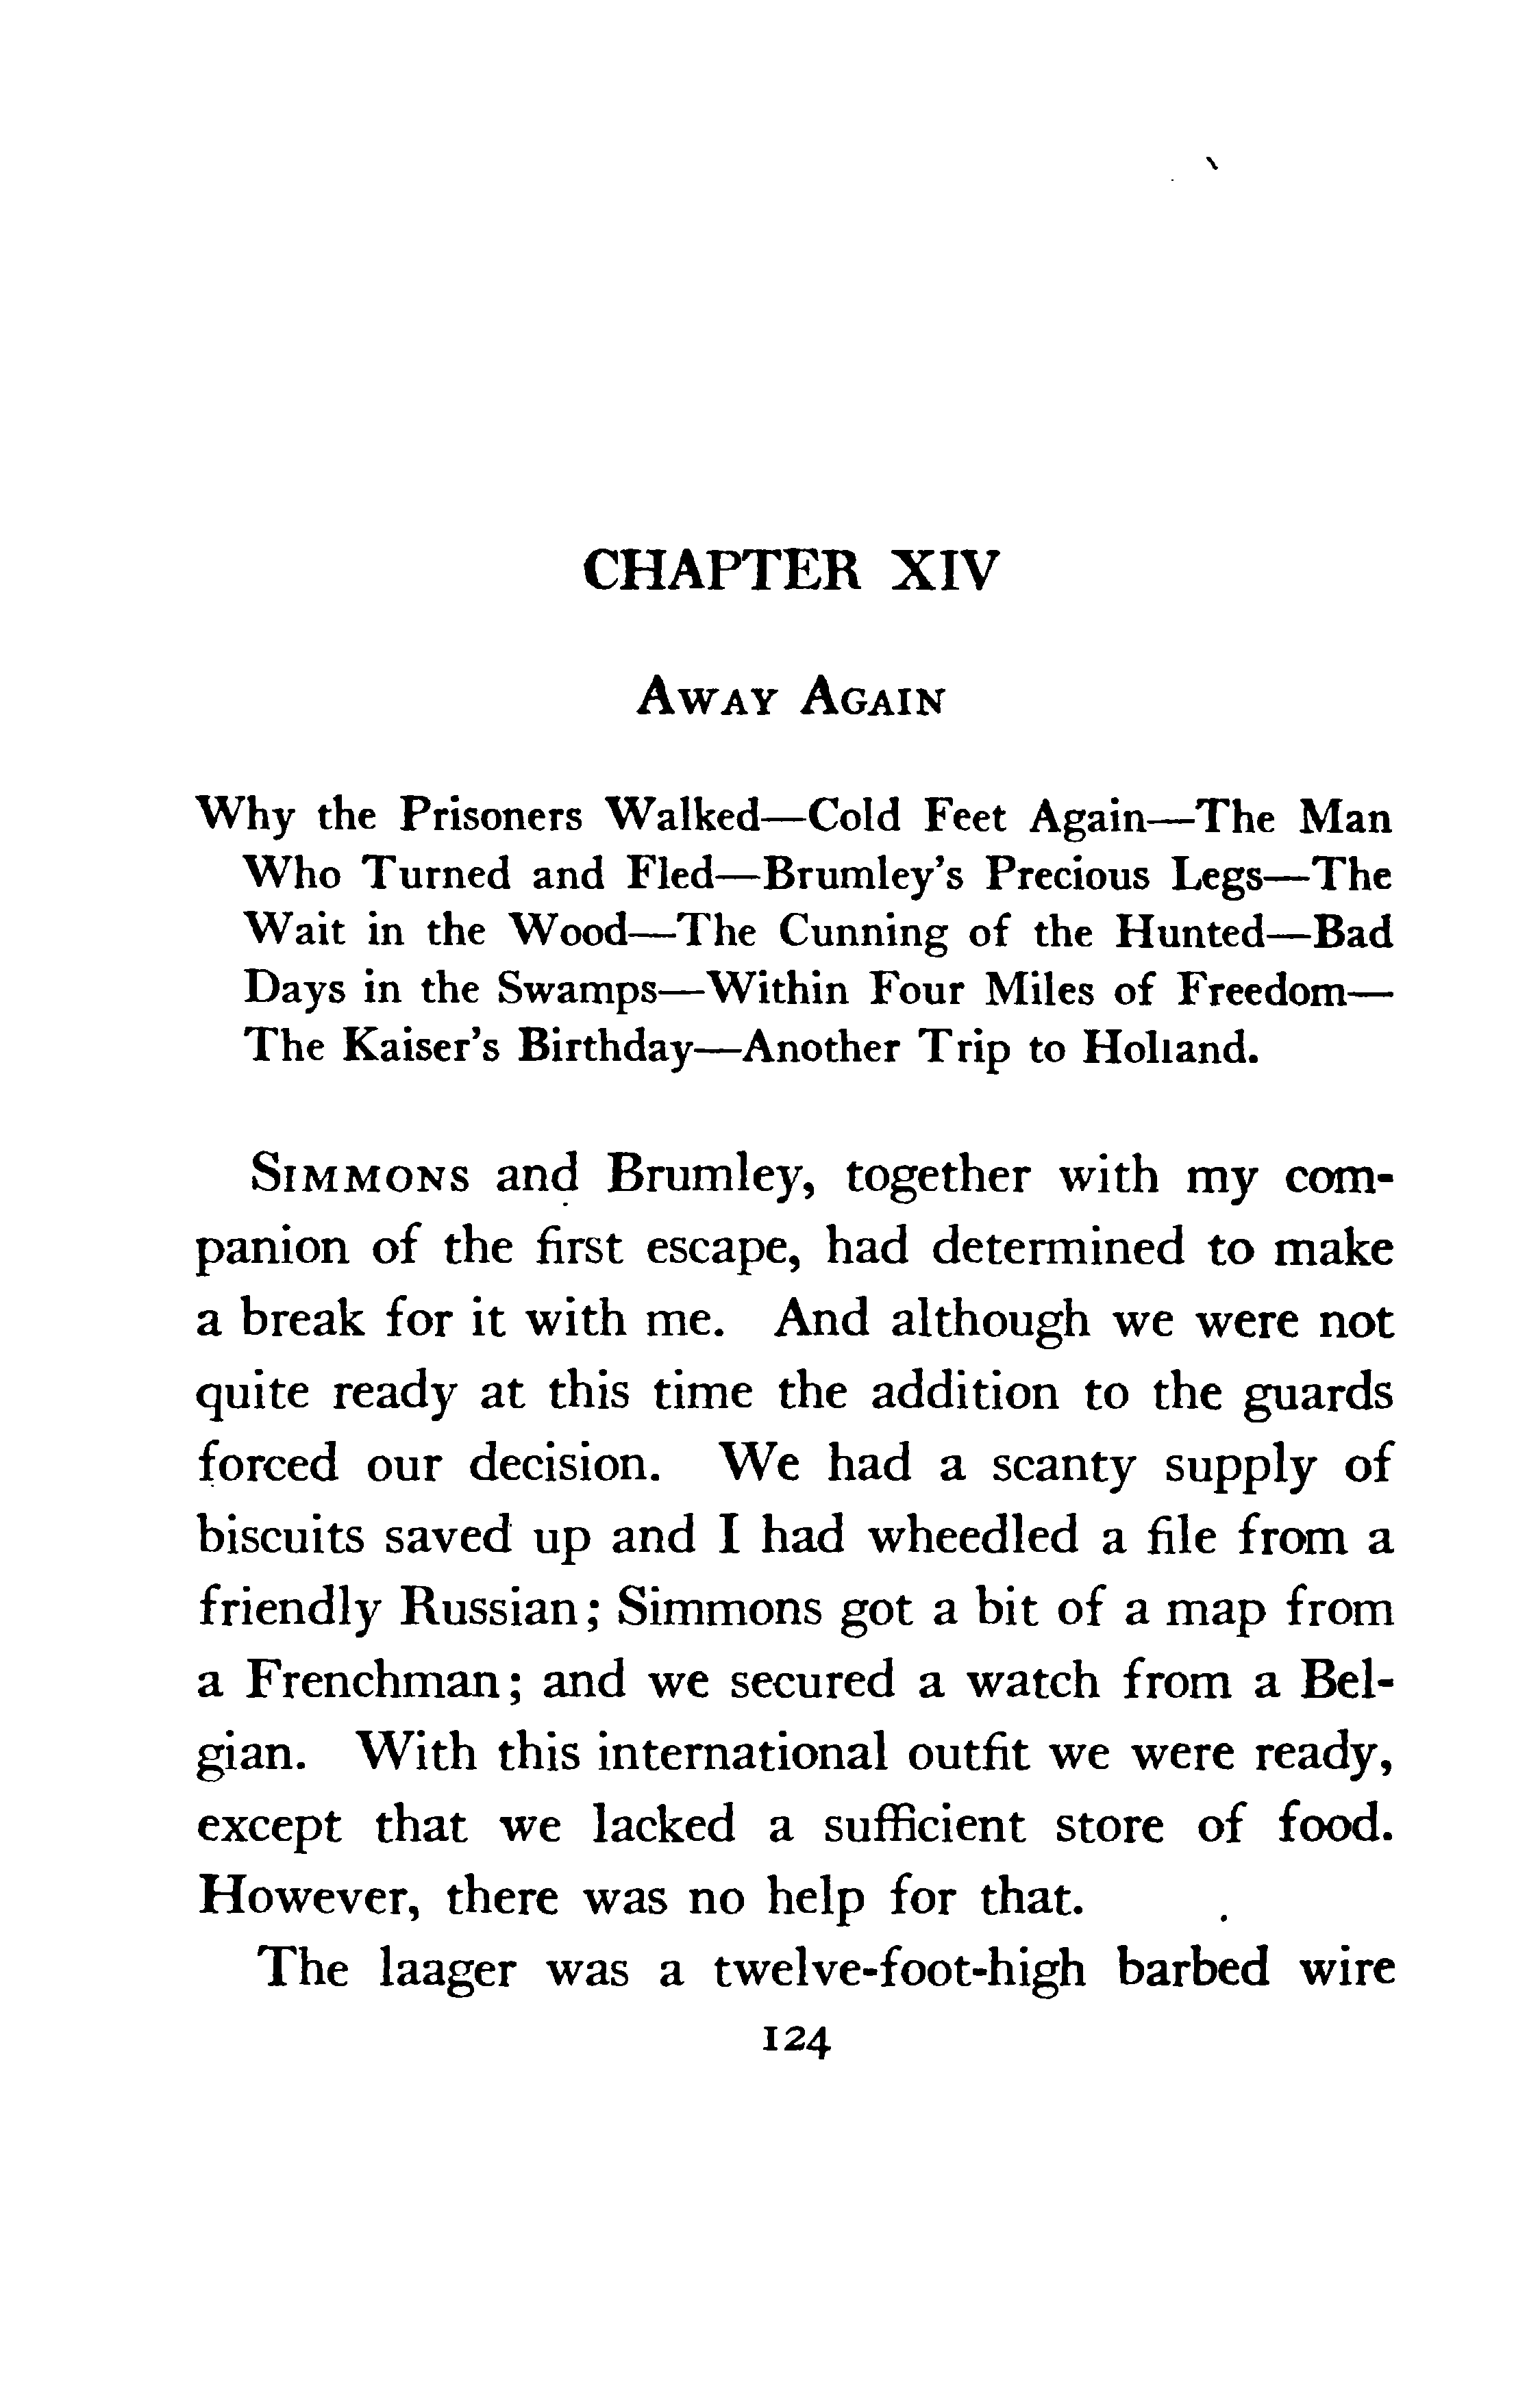 CHAPTER XIV
AWAY AGAIN
Why the Prisoners Walked—Cold Feet Again—The Man
Who Turned and Fled—Brumley's Precious Legs—The
Wait in the Wood—The Cunning of the Hunted—Bad
Days in the Swamps—Within Four Miles of Freedom—
The Kaiser's Birthday—Another Trip to Holland.
SIMMONS and Brumley, together with my com-
panion of the first escape, had determined to make
a break for it with me. And although we were not
quite ready at this time the addition to the guards
forced our decision. We had a scanty supply of
biscuits saved up and I had wheedled a file from a
friendly Russian; Simmons got a bit of a map from
a Frenchman; and we secured a watch from a Bel-
gian. With this international outfit we were ready,
except that we lacked a sufficient store of food.
However, there was no help for that.
The laager was a twelve-foot-high barbed wire
124